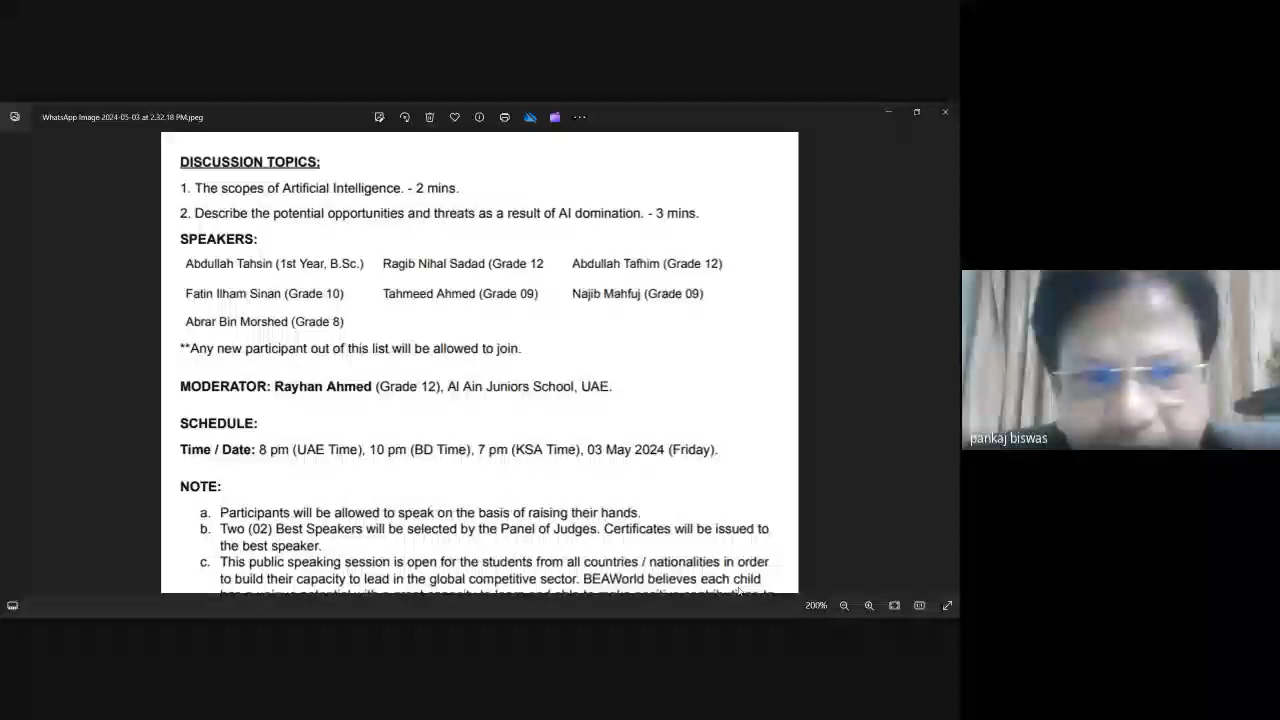 WhatsApp Image 2024-05-03 at 2.32.18 PM.jpeg
DISCUSSION TOPICS:
1. The scopes of Artificial Intelligence. - 2 mins.
2. Describe the potential opportunities and threats as a result of AI domination. - 3 mins.
SPEAKERS:
Abdullah Tahsin (1st Year, B.Sc.) Ragib Nihal Sadad (Grade 12 Abdullah Tafhim (Grade 12)
Fatin Ilham Sinan (Grade 10) Tahmeed Ahmed (Grade 09) Najib Mahfuj (Grade 09)
Abrar Bin Morshed (Grade 8)
**Any new participant out of this list will be allowed to join.
MODERATOR: Rayhan Ahmed (Grade 12), Al Ain Juniors School, UAE.
SCHEDULE:
Time / Date: 8 pm (UAE Time), 10 pm (BD Time), 7 pm (KSA Time), 03 May 2024 (Friday).
NOTE:
a. Participants will be allowed to speak on the basis of raising their hands.
b. Two (02) Best Speakers will be selected by the Panel of Judges. Certificates will be issued to
the best speaker.
c. This public speaking session is open for the students from all countries / nationalities in order
to build their capacity to lead in the global competitive sector. BEAWorld believes each child
200%
pankaj biswas